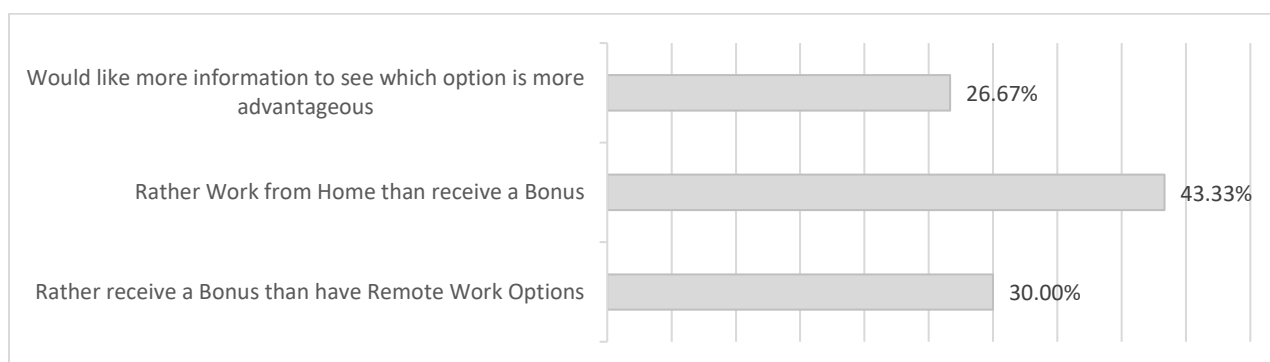 Would like more information to see which option is more
advantageous
26.67%
Rather Work from Home than receive a Bonus
43.33%
Rather receive a Bonus than have Remote Work Options
30.00%